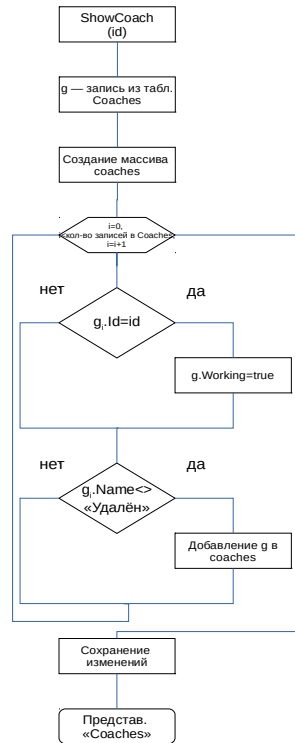 ShowCoach
(id)
g — запись из табл.
Coaches
Создание массива
coaches
i=0,
i<кол-во записей в Coaches,
i=i+1
нет
да
gᵢ.Id=id
g.Working=true
нет
да
gᵢ.Name<>
«Удалён»
Добавление g в
coaches
Сохранение
изменений
Представ.
«Coaches»